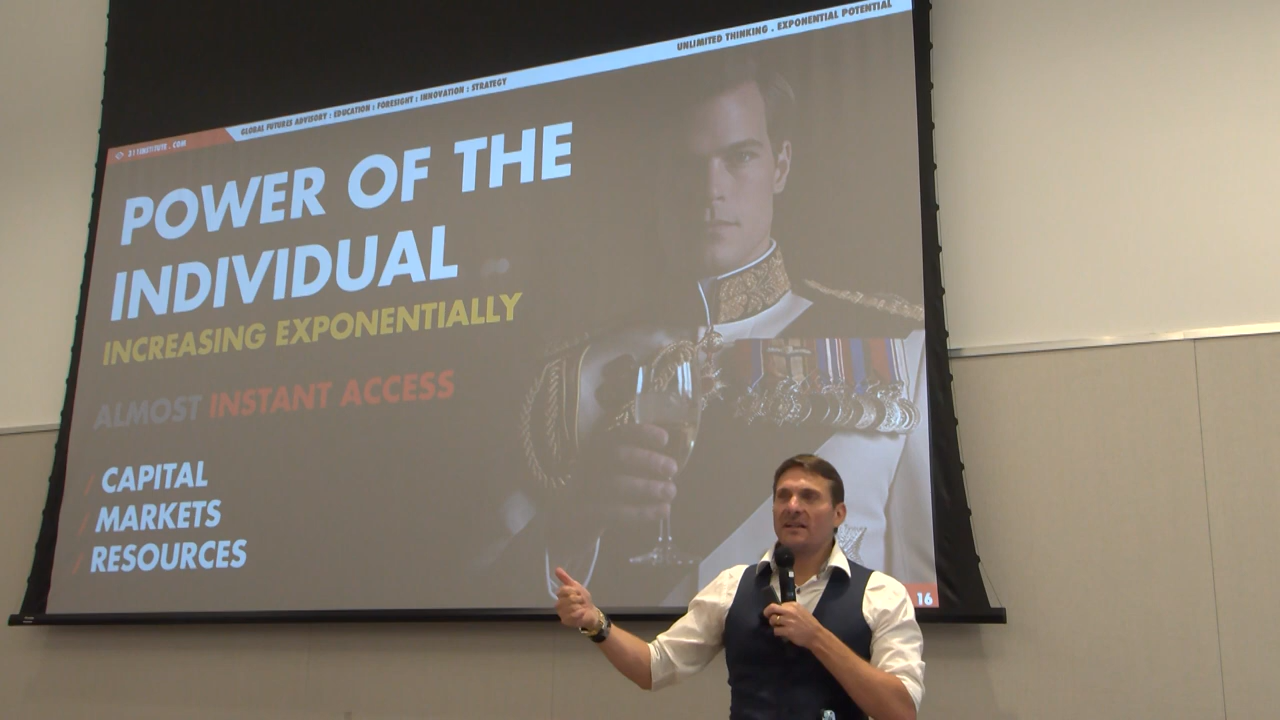 311INSTITUTE . COM
GLOBAL FUTURES ADVISORY : EDUCATION : FORESIGHT : INNOVATION : STRATEGY
UNLIMITED THINKING . EXPONENTIAL POTENTIAL
POWER OF THE
INDIVIDUAL
INCREASING EXPONENTIALLY
ALMOST INSTANT ACCESS
/ CAPITAL
/ MARKETS
/ RESOURCES
16